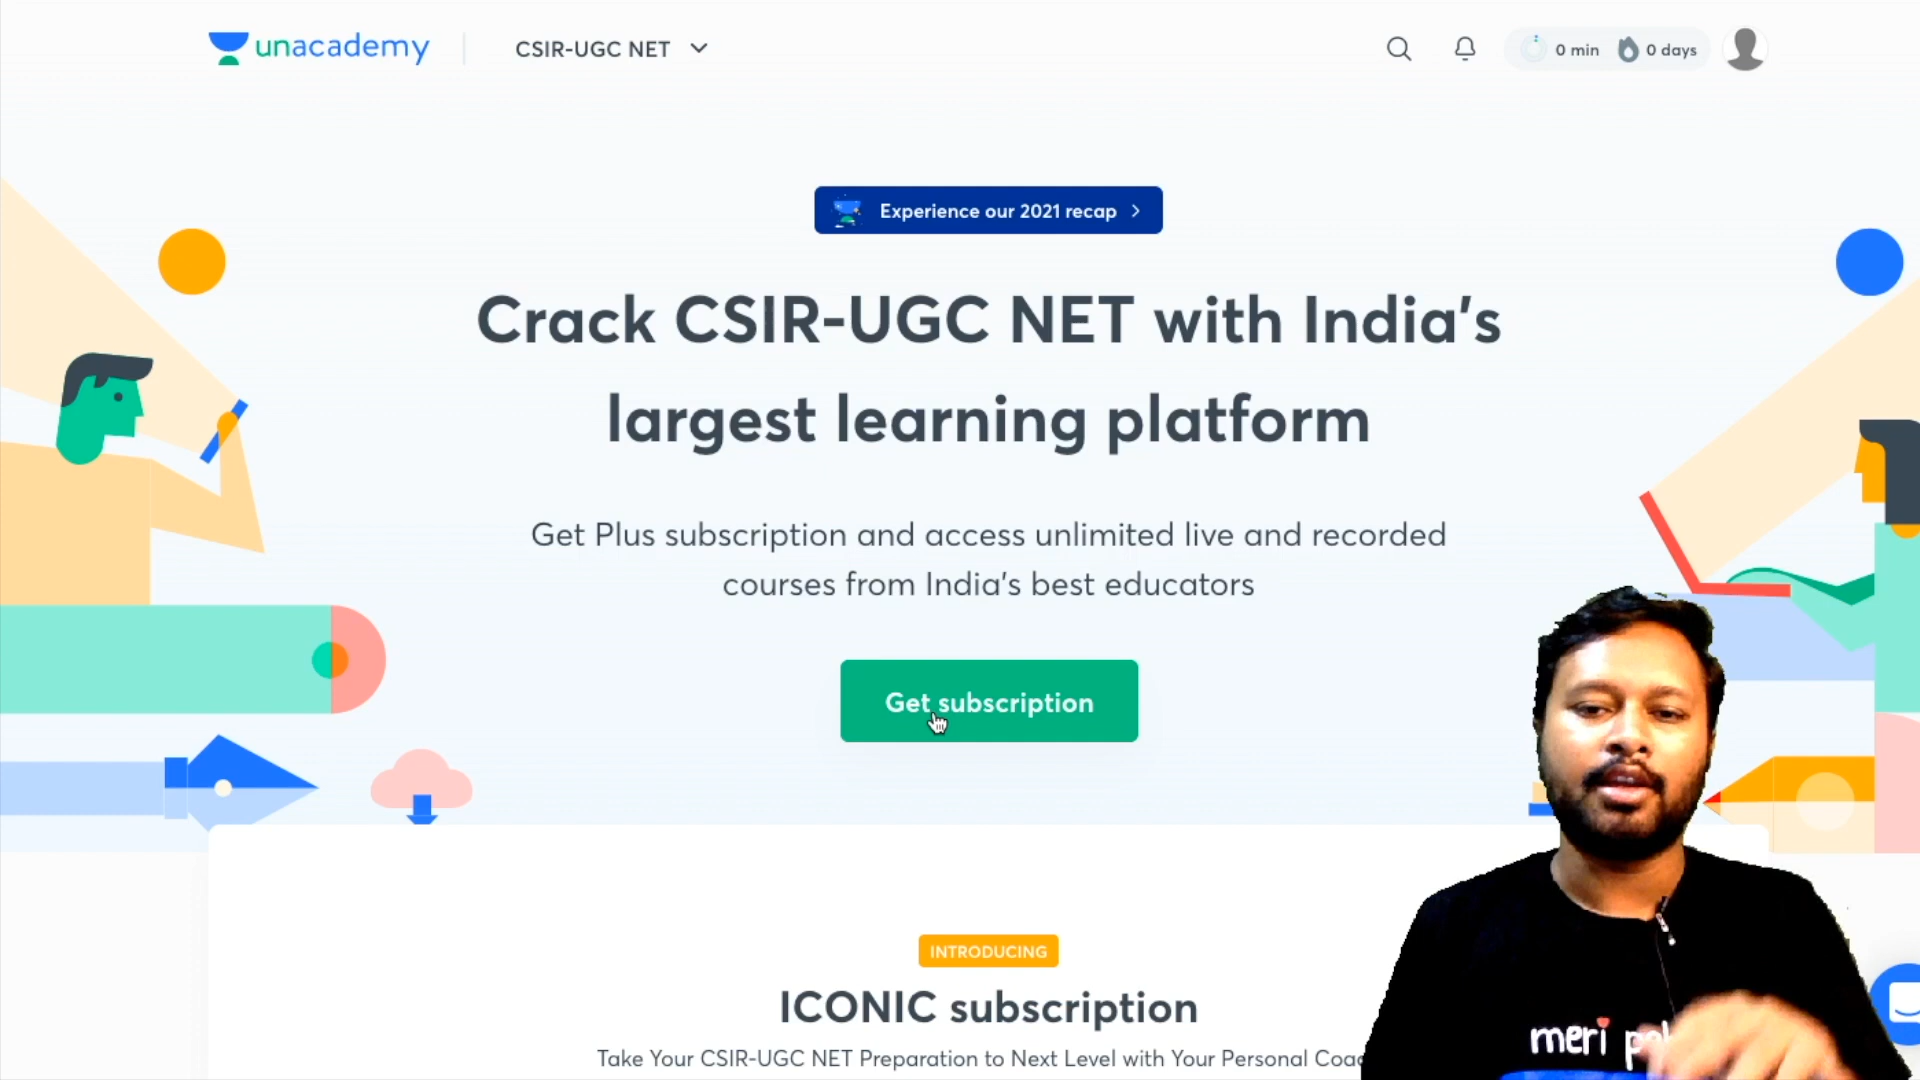 unacademy
CSIR-UGC NET
0 min
0 days
Experience our 2021 recap
Crack CSIR-UGC NET with India's
largest learning platform
Get Plus subscription and access unlimited live and recorded
courses from India's best educators
Get subscription
INTRODUCING
ICONIC subscription
Take Your CSIR-UGC NET Preparation to Next Level with Your Personal
meri